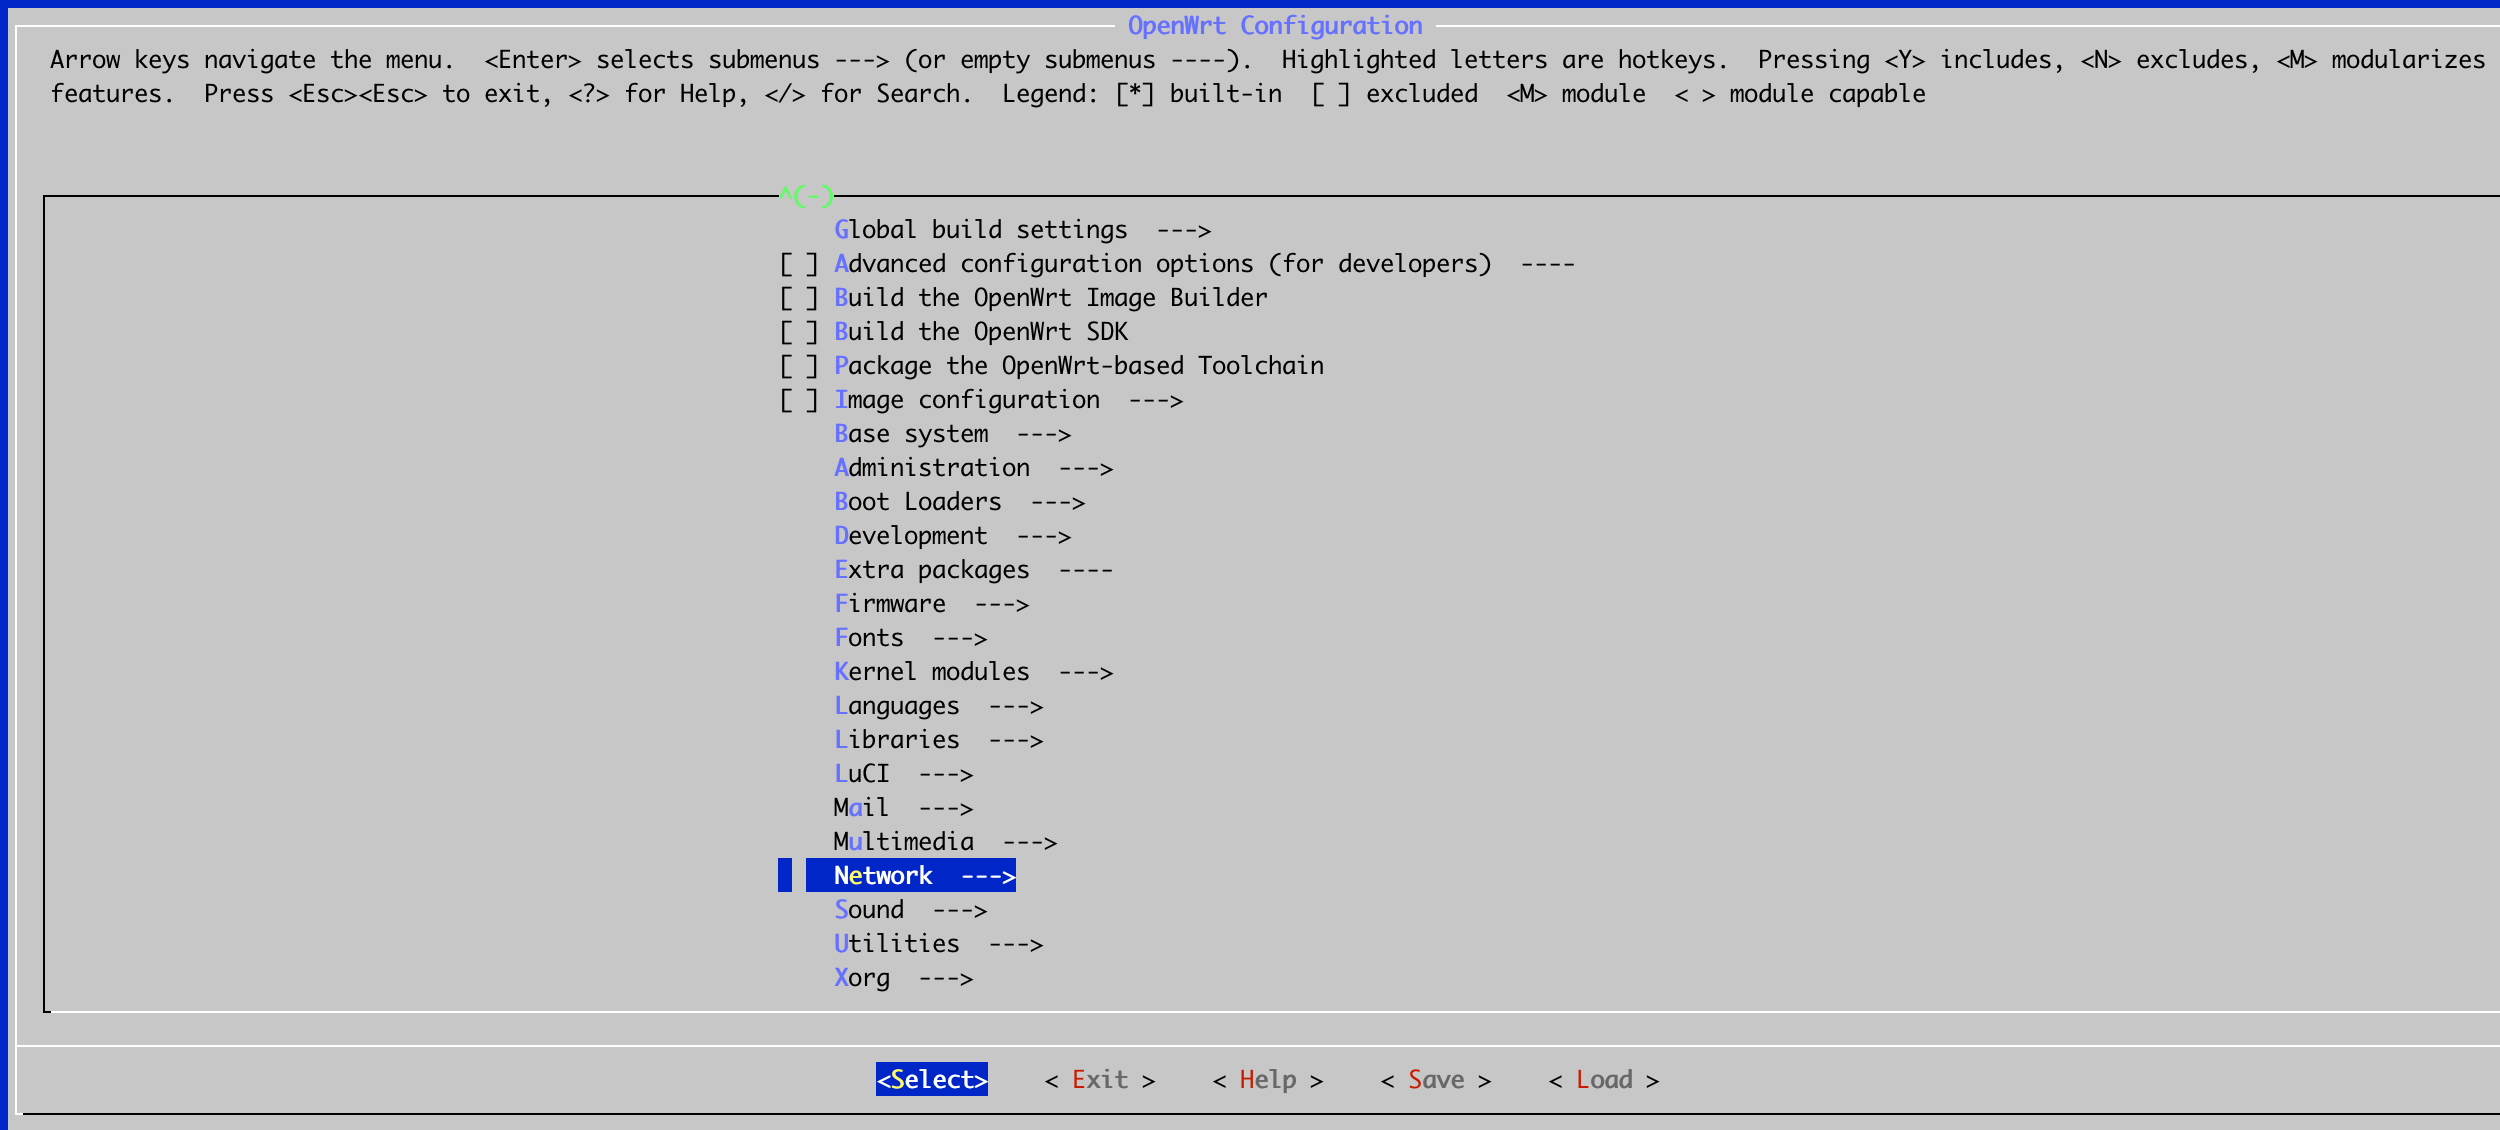 OpenWrt Configuration
Arrow keys navigate the menu.  <Enter> selects submenus ---> (or empty submenus ----).  Highlighted letters are hotkeys.  Pressing <Y> includes, <N> excludes, <M> modularizes
features.  Press <Esc><Esc> to exit, <?> for Help, </> for Search.  Legend: [*] built-in  [ ] excluded  <M> module  < > module capable
^(-)
Global build settings  --->
[ ] Advanced configuration options (for developers)  ----
[ ] Build the OpenWrt Image Builder
[ ] Build the OpenWrt SDK
[ ] Package the OpenWrt-based Toolchain
[ ] Image configuration  --->
Base system  --->
Administration  --->
Boot Loaders  --->
Development  --->
Extra packages  ----
Firmware  --->
Fonts  --->
Kernel modules  --->
Languages  --->
Libraries  --->
LuCI  --->
Mail  --->
Multimedia  --->
Network  --->
Sound  --->
Utilities  --->
Xorg  --->
<Select>    < Exit >    < Help >    < Save >    < Load >